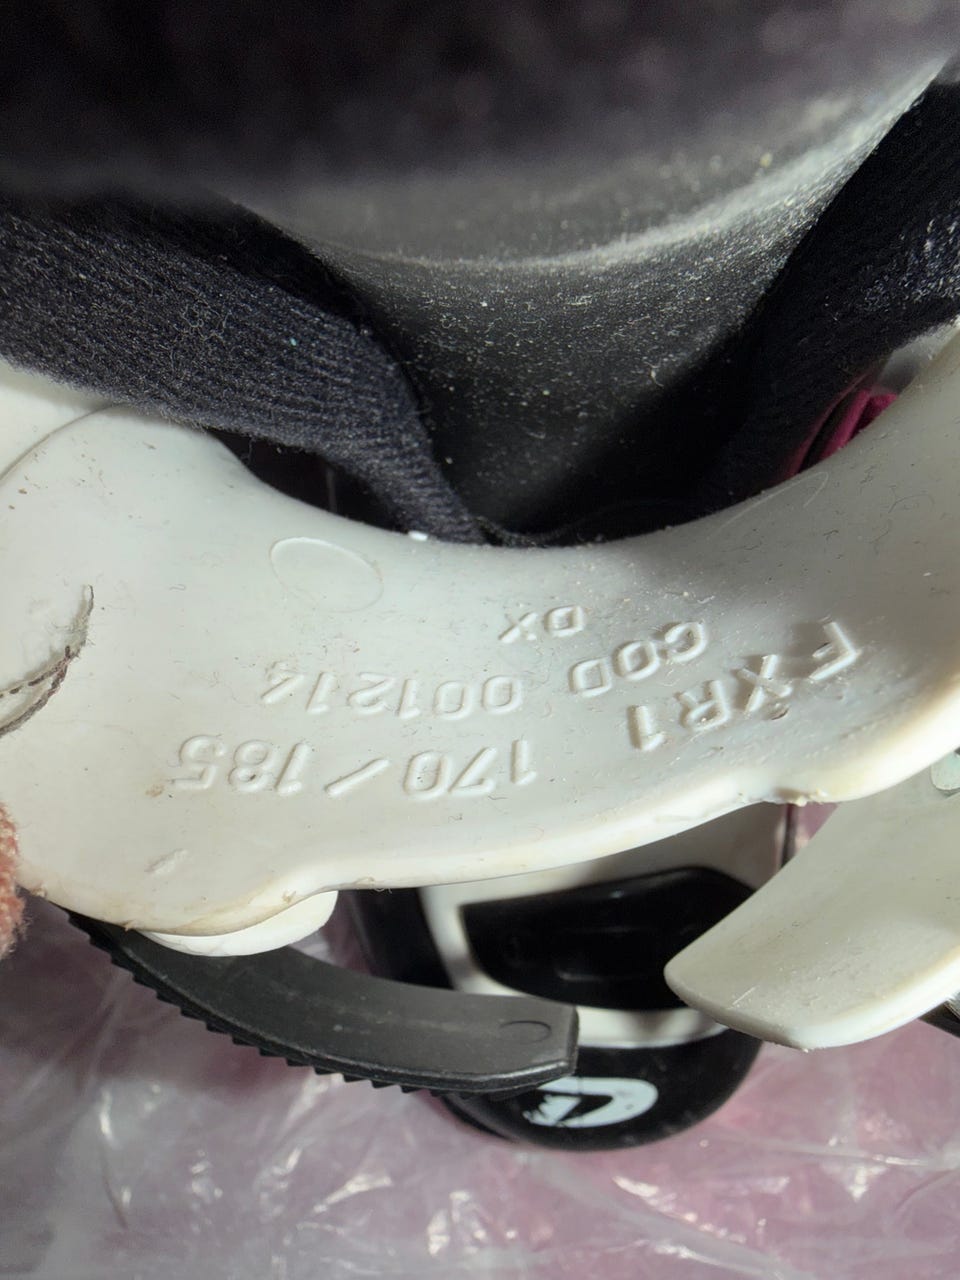 FXR1
170/185
COD 001214
DX